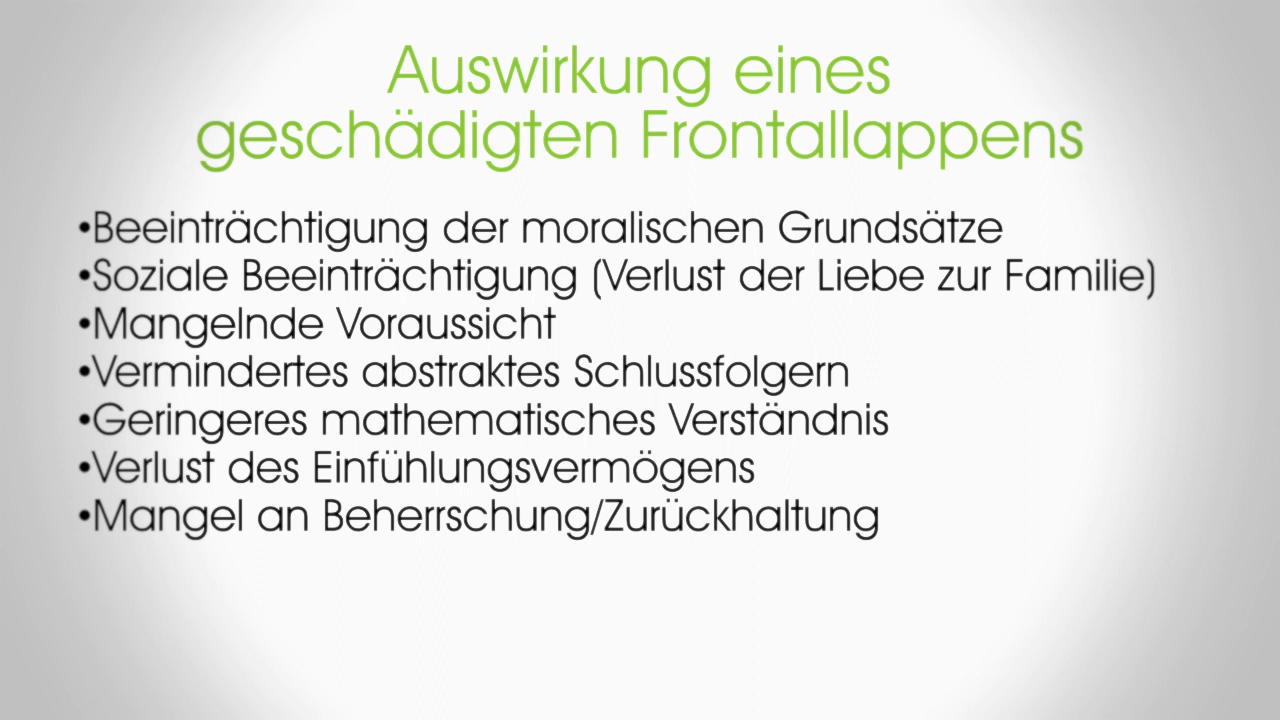 Auswirkung eines
geschädigten Frontallappens
•Beeinträchtigung der moralischen Grundsätze
•Soziale Beeinträchtigung (Verlust der Liebe zur Familie)
•Mangelnde Voraussicht
•Vermindertes abstraktes Schlussfolgern
•Geringeres mathematisches Verständnis
•Verlust des Einfühlungsvermögens
•Mangel an Beherrschung/Zurückhaltung